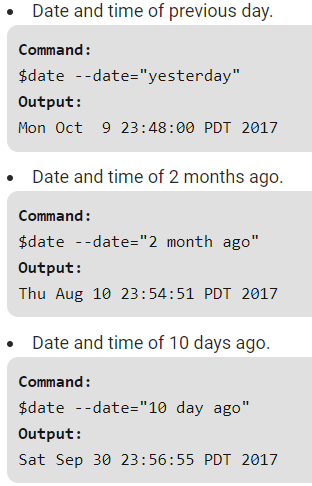 • Date and time of previous day.
Command:
$date --date="yesterday"
Output:
Mon Oct  9 23:48:00 PDT 2017
• Date and time of 2 months ago.
Command:
$date --date="2 month ago"
Output:
Thu Aug 10 23:54:51 PDT 2017
• Date and time of 10 days ago.
Command:
$date --date="10 day ago"
Output:
Sat Sep 30 23:56:55 PDT 2017